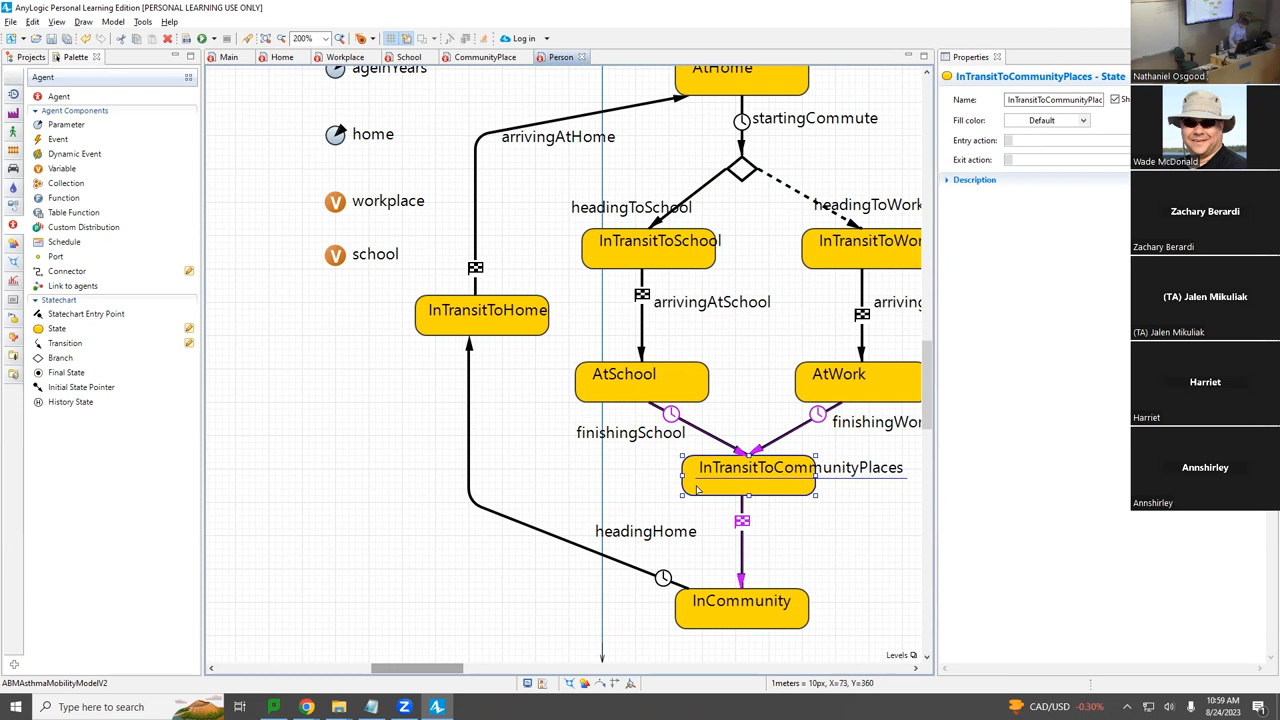 AnyLogic Personal Learning Edition [PERSONAL LEARNING USE ONLY]
File Edit View Draw Model Tools Help
200% Log in
Projects Palette Main Home Workplace School CommunityPlace Person
Agent
Agent
Agent Components
Parameter
Event
Dynamic Event
Variable
Collection
Function
Table Function
Custom Distribution
Schedule
Port
Connector
Link to agents
Statechart
Statechart Entry Point
State
Transition
Branch
Final State
Initial State Pointer
History State
ageInYears
home
workplace
school
AtHome
startingCommute
arrivingAtHome
headingToSchool
headingToWork
InTransitToSchool
InTransitToWor
arrivingAtSchool
arriving
InTransitToHome
AtSchool
AtWork
finishingSchool
finishingWor
InTransitToCommunityPlaces
headingHome
InCommunity
Levels
Properties
InTransitToCommunityPlaces - State
Name: InTransitToCommunityPlac Sh
Fill color: Default
Entry action:
Exit action:
Description
Nathaniel Osgood
Wade McDonald
Zachary Berardi
Zachary Berardi
(TA) Jalen Mikuliak
(TA) Jalen Mikuliak
Harriet
Harriet
Annshirley
Annshirley
ABMAsthmaMobilityModelV2
1meters = 10px, X=73, Y=360
Type here to search
CAD/USD -0.30%
10:59 AM
8/24/2023